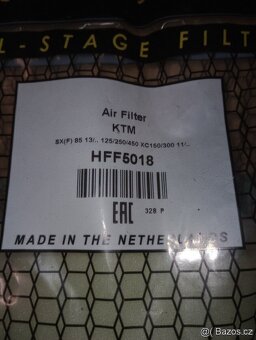 L-STAGE FILT
Air Filter
KTM
SX(F) 85 13/.. 125/250/450 XC150/300 11/..
HFF5018
EAC
328 P
MADE IN THE NETHERLANDS
bazos.cz